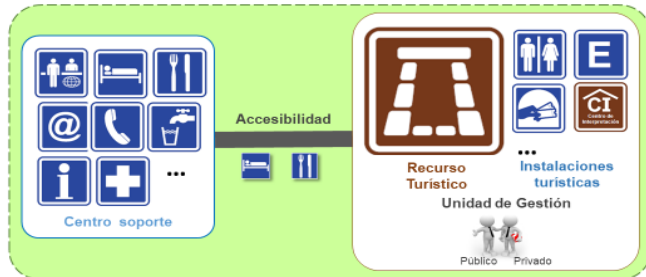 @
i
...
Centro soporte
Accesibilidad
E
CI
Centro de
Interpretación
...
Recurso
Turístico
Instalaciones
turísticas
Unidad de Gestión
Público
Privado